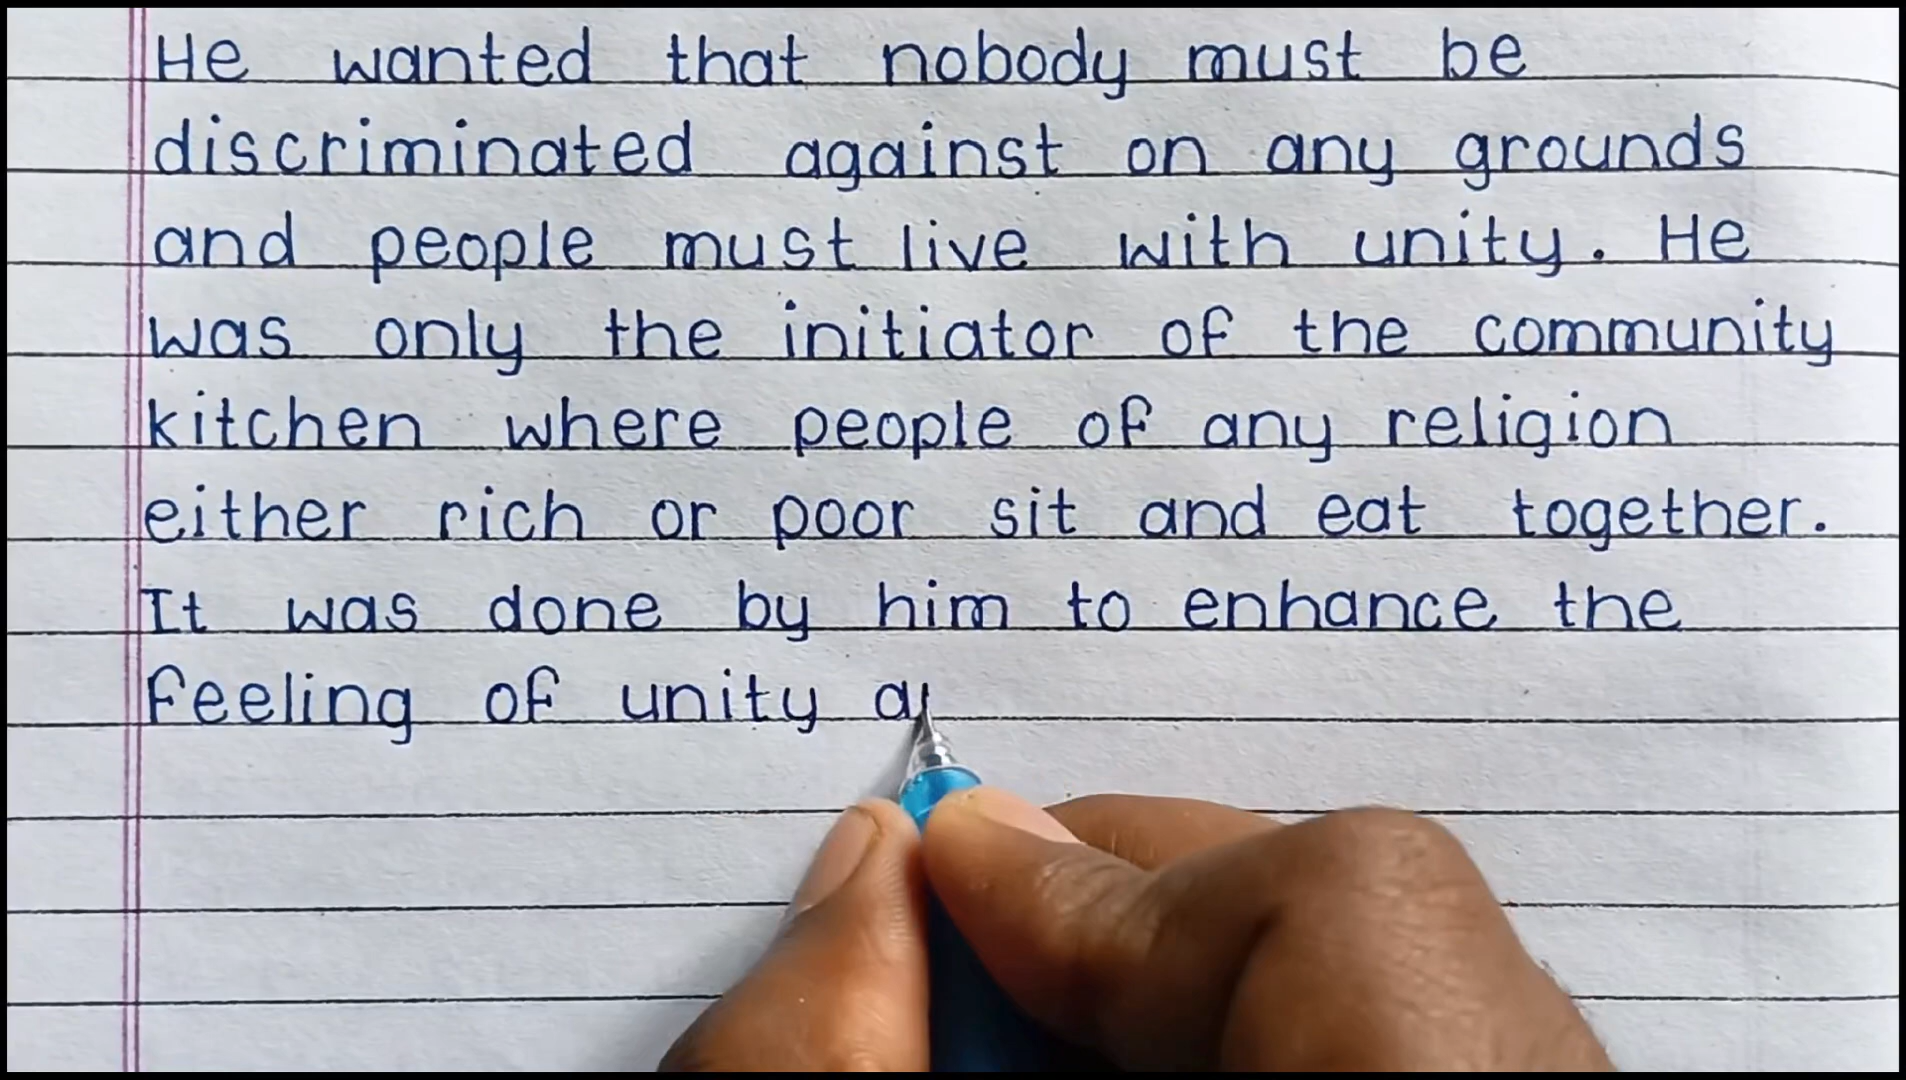 He wanted that nobody must be
discriminated against on any grounds
and people must live with unity. He
was only the initiator of the community
kitchen where people of any religion
either rich or poor sit and eat together.
It was done by him to enhance the
feeling of unity